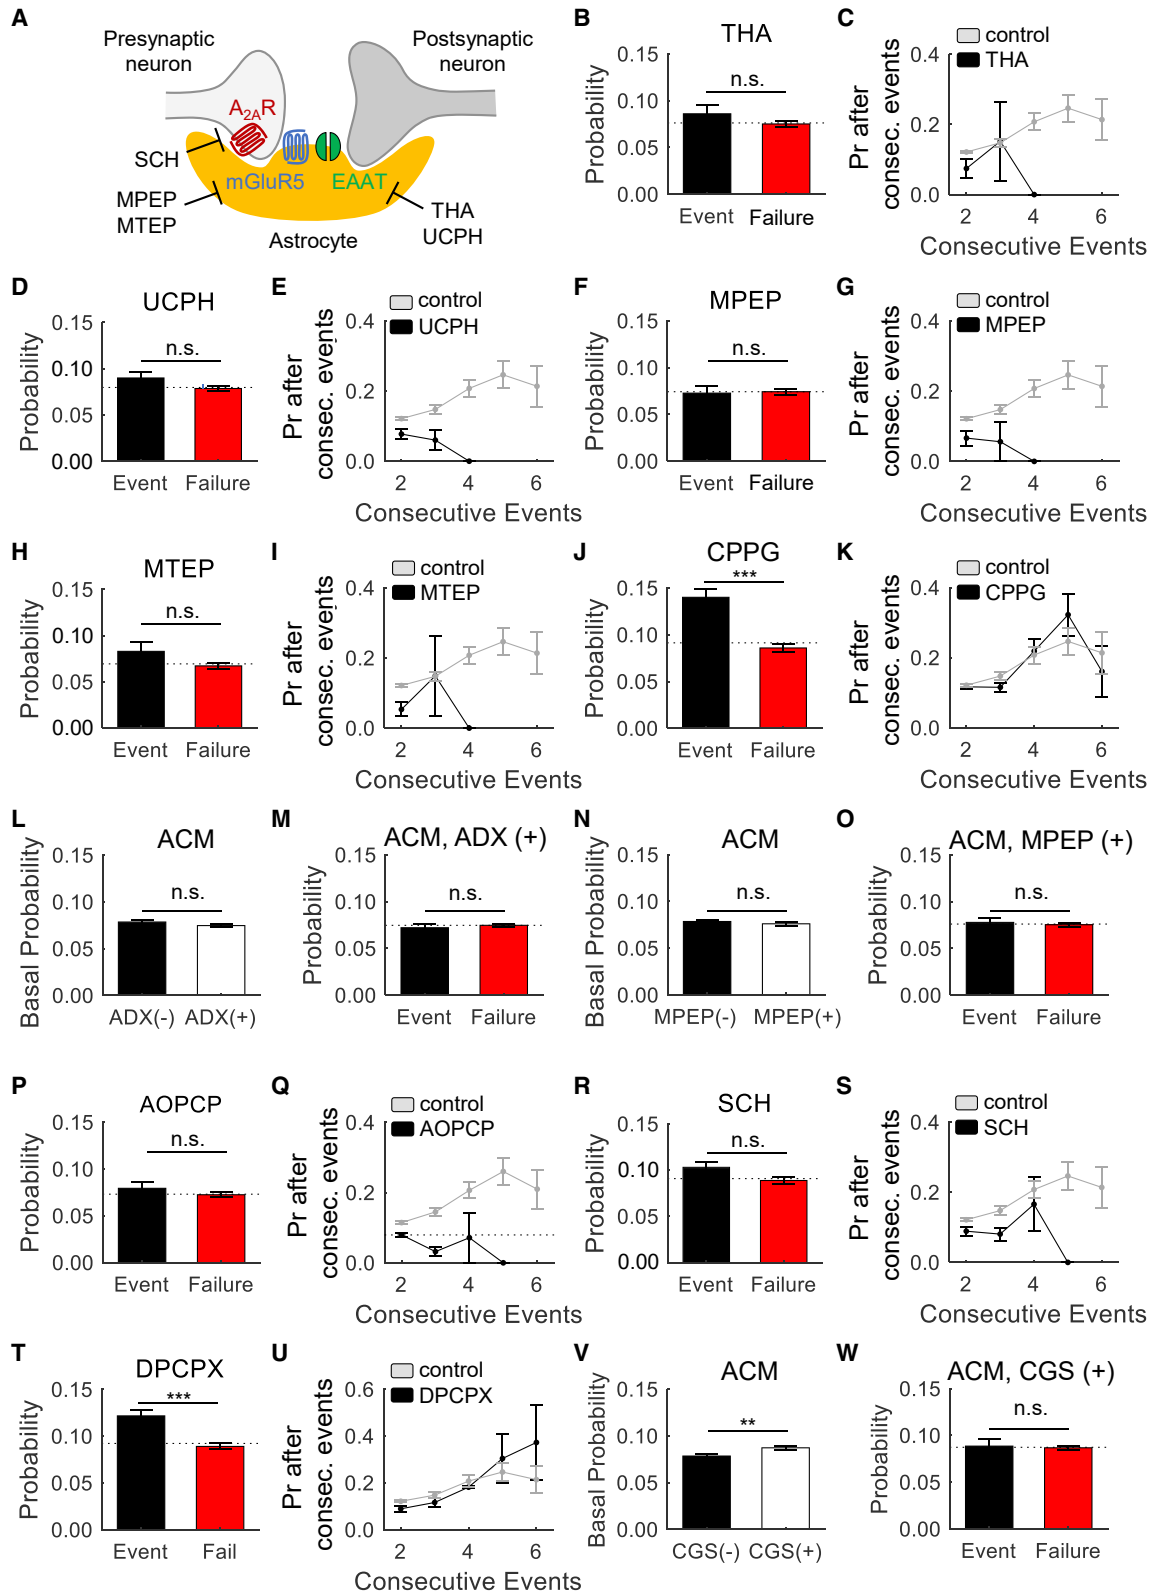 A
Presynaptic
neuron
Postsynaptic
neuron
A2AR
SCH
mGluR5
EAAT
MPEP
MTEP
THA
UCPH
Astrocyte
B
THA
Probability
0.15
0.10
0.05
0.00
n.s.
Event Failure
C
control
THA
Pr after
consec. events
0.4
0.2
0.0
2 4 6
Consecutive Events
D
UCPH
Probability
0.15
0.10
0.05
0.00
n.s.
Event Failure
E
control
UCPH
Pr after
consec. events
0.4
0.2
0.0
2 4 6
Consecutive Events
F
MPEP
Probability
0.15
0.10
0.05
0.00
n.s.
Event Failure
G
control
MPEP
Pr after
consec. events
0.4
0.2
0.0
2 4 6
Consecutive Events
H
MTEP
Probability
0.15
0.10
0.05
0.00
n.s.
Event Failure
I
control
MTEP
Pr after
consec. events
0.4
0.2
0.0
2 4 6
Consecutive Events
J
CPPG
Probability
0.15
0.10
0.05
0.00
***
Event Failure
K
control
CPPG
Pr after
consec. events
0.4
0.2
0.0
2 4 6
Consecutive Events
L
ACM
Basal Probability
0.15
0.10
0.05
0.00
n.s.
ADX(-) ADX(+)
M
ACM, ADX (+)
Probability
0.15
0.10
0.05
0.00
n.s.
Event Failure
N
ACM
Basal Probability
0.15
0.10
0.05
0.00
n.s.
MPEP(-) MPEP(+)
O
ACM, MPEP (+)
Probability
0.15
0.10
0.05
0.00
n.s.
Event Failure
P
AOPCP
Probability
0.15
0.10
0.05
0.00
n.s.
Event Failure
Q
control
AOPCP
Pr after
consec. events
0.4
0.2
0.0
2 4 6
Consecutive Events
R
SCH
Probability
0.15
0.10
0.05
0.00
n.s.
Event Failure
S
control
SCH
Pr after
consec. events
0.4
0.2
0.0
2 4 6
Consecutive Events
T
DPCPX
Probability
0.15
0.10
0.05
0.00
***
Event Fail
U
control
DPCPX
Pr after
consec. events
0.6
0.4
0.2
0.0
2 4 6
Consecutive Events
V
ACM
Basal Probability
0.15
0.10
0.05
0.00
**
CGS(-) CGS(+)
W
ACM, CGS (+)
Probability
0.15
0.10
0.05
0.00
n.s.
Event Failure